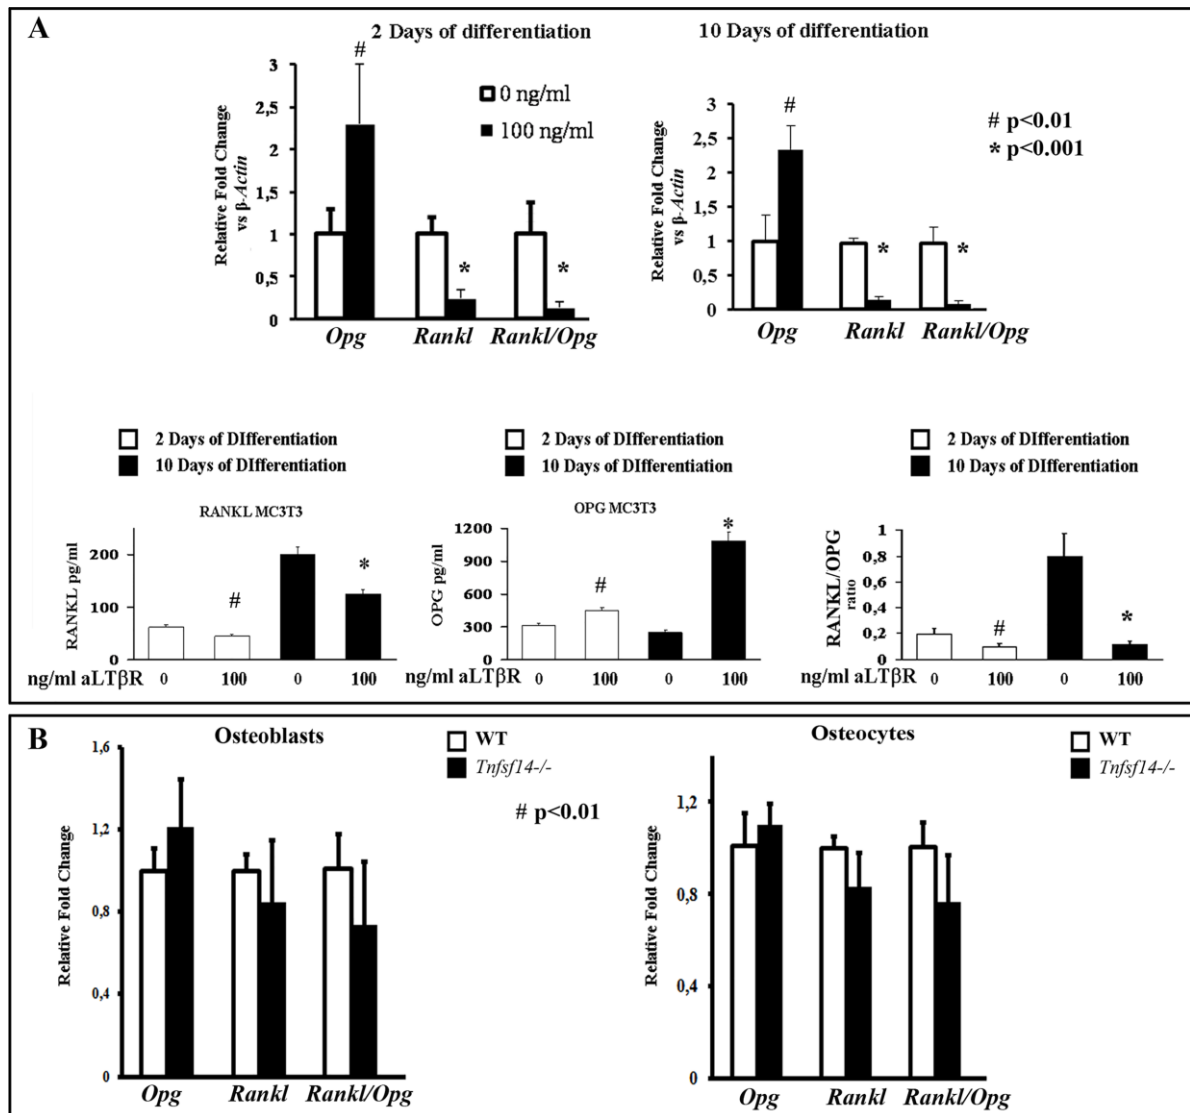 A
2 Days of differentiation
10 Days of differentiation
Relative Fold Change
vs β-Actin
3
2,5
2
1,5
1
0,5
0
#
*
*
0 ng/ml
100 ng/ml
Opg Rankl Rankl/Opg
Relative Fold Change
vs β-Actin
3
2,5
2
1,5
1
0,5
0
#
*
*
# p<0.01
* p<0.001
Opg Rankl Rankl/Opg
2 Days of DIfferentiation
10 Days of DIfferentiation
RANKL MC3T3
RANKL pg/ml
200
100
0
#
*
ng/ml aLTβR 0 100 0 100
2 Days of DIfferentiation
10 Days of DIfferentiation
OPG MC3T3
OPG pg/ml
1200
900
600
300
0
#
*
0 100 0 100
2 Days of DIfferentiation
10 Days of DIfferentiation
RANKL/OPG
ratio
1
0,8
0,6
0,4
0,2
0
#
*
0 100 0 100
B
Osteoblasts
WT
Tnfsf14-/-
# p<0.01
Relative Fold Change
1,6
1,2
0,8
0,4
0
Opg Rankl Rankl/Opg
Osteocytes
WT
Tnfsf14-/-
Relative Fold Change
1,2
0,8
0,4
0
Opg Rankl Rankl/Opg